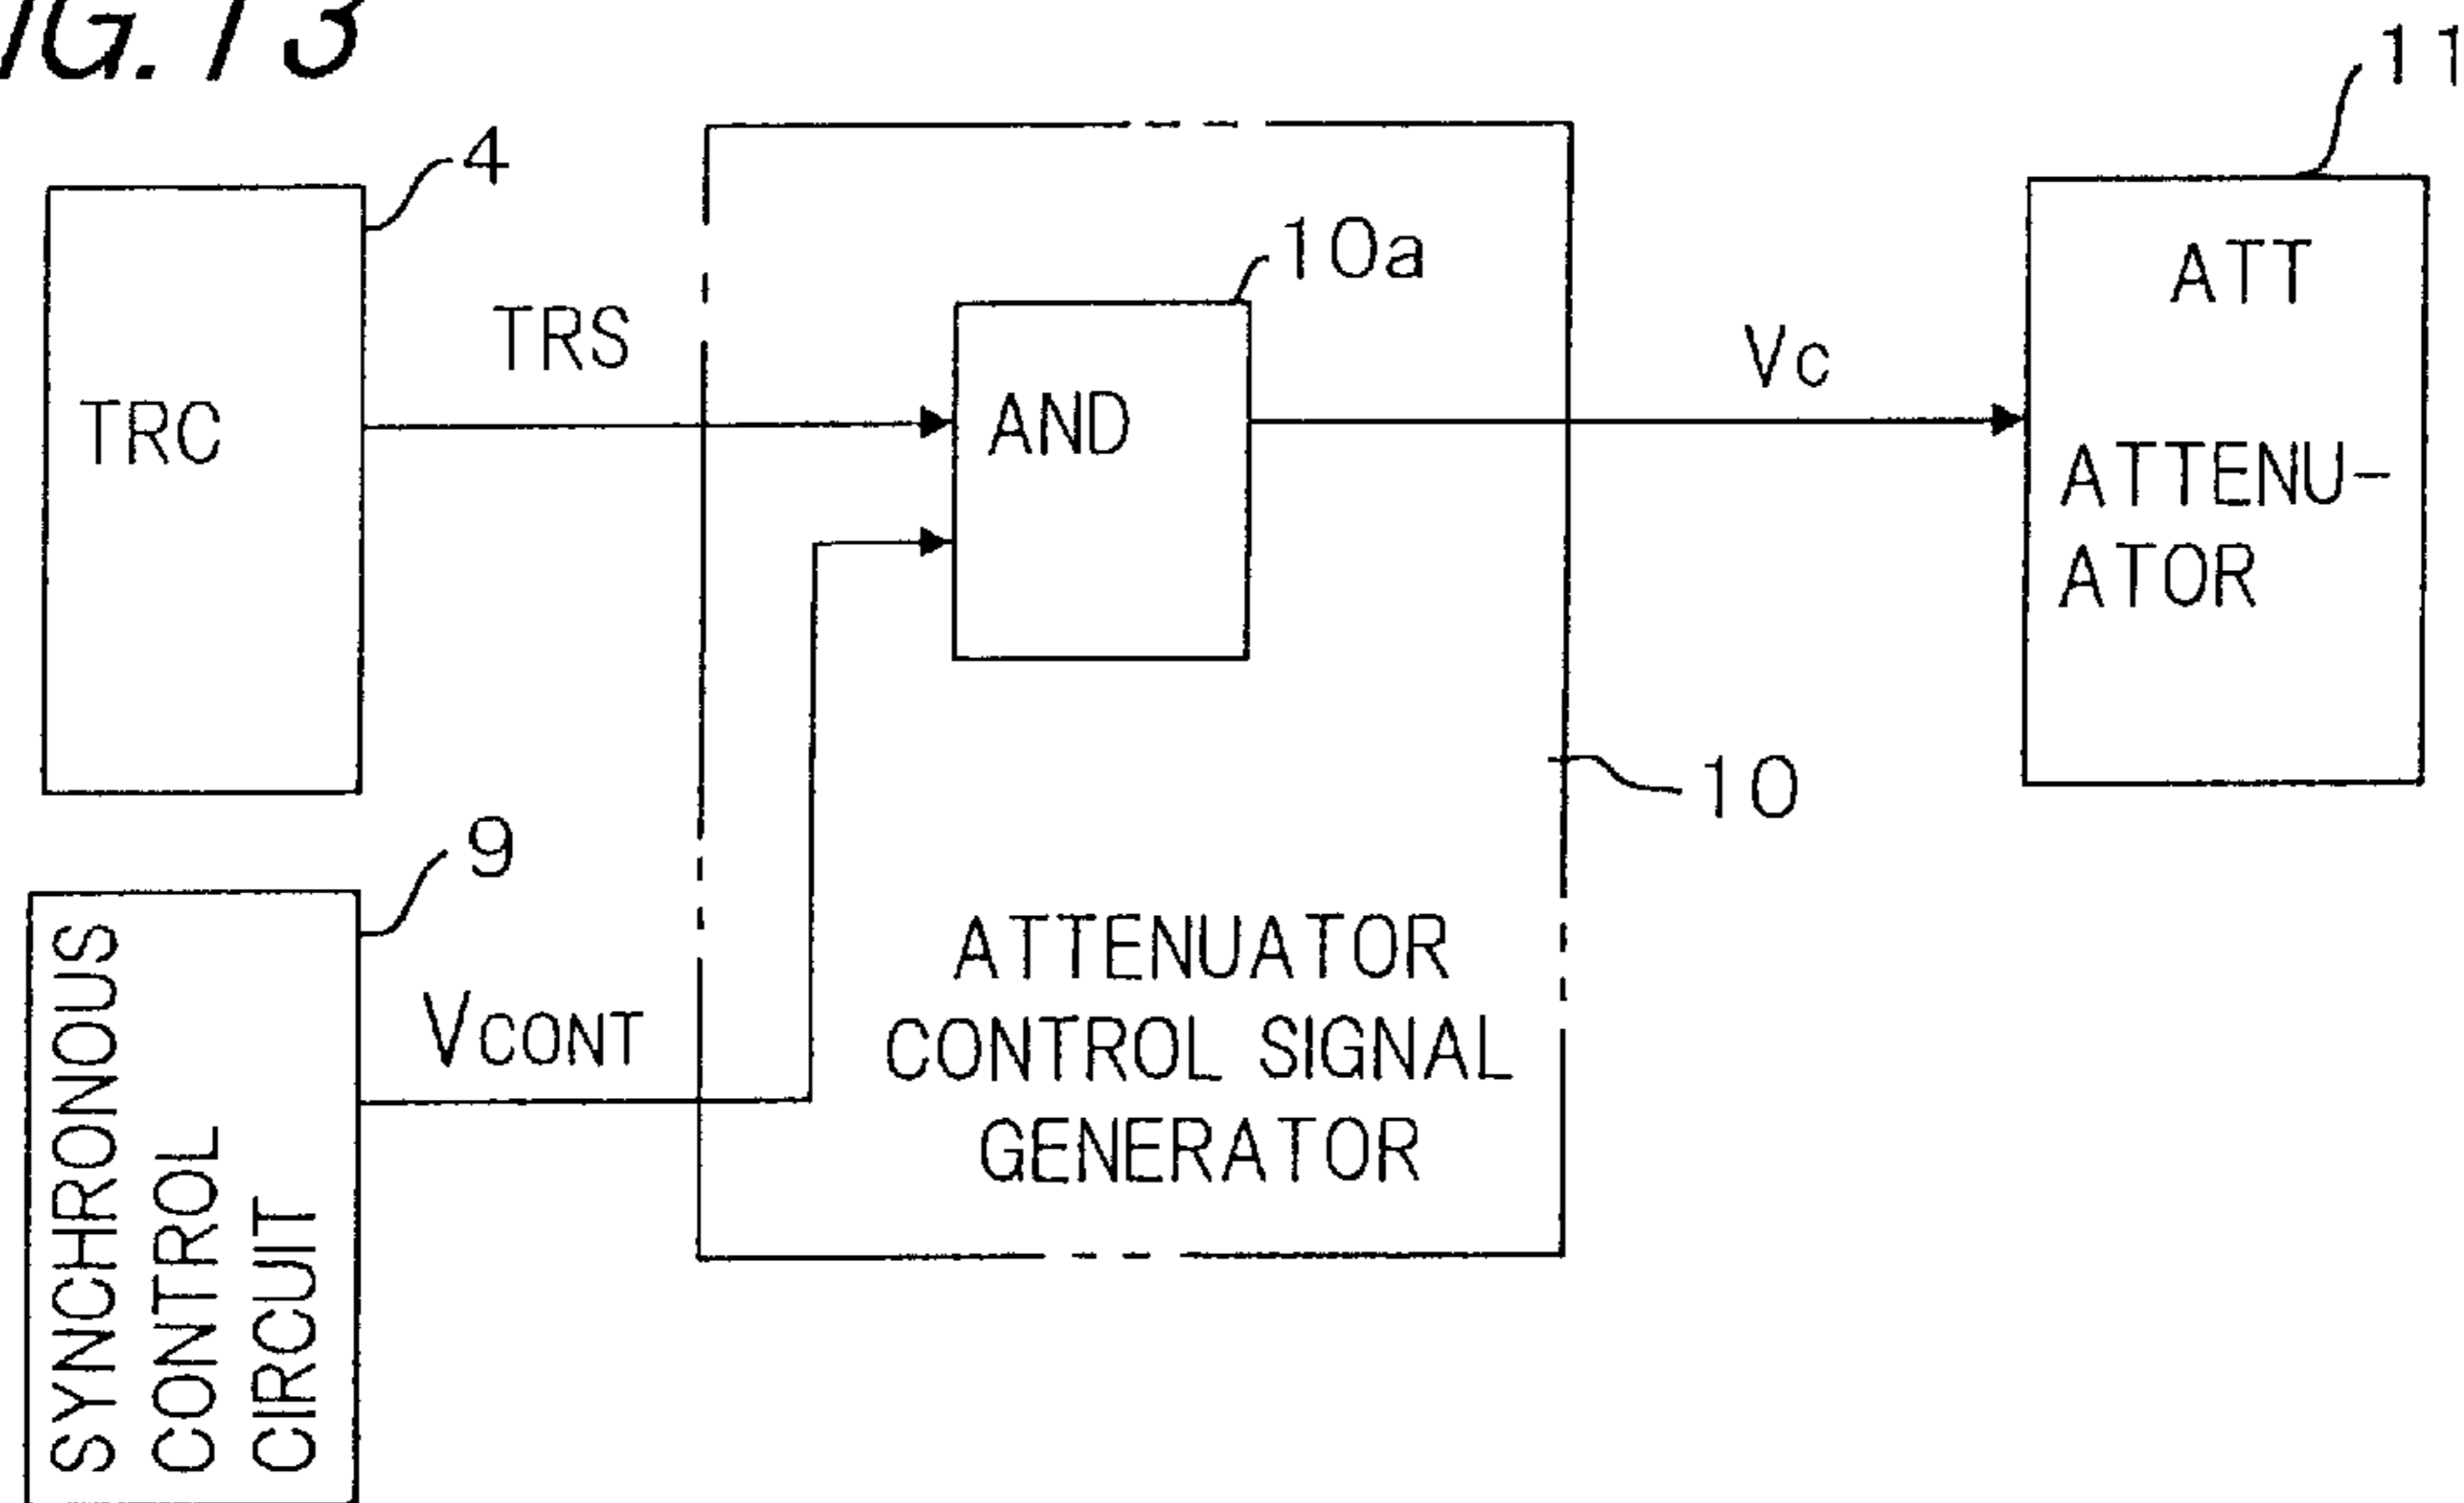 IG. 13
11
4
10a
ATT
TRS
VC
TRC
AND
ATTENU-
ATOR
10
9
ATTENUATOR
CONTROL SIGNAL
GENERATOR
VCONT
SYNCHRONOUS
CONTROL
CIRCUIT